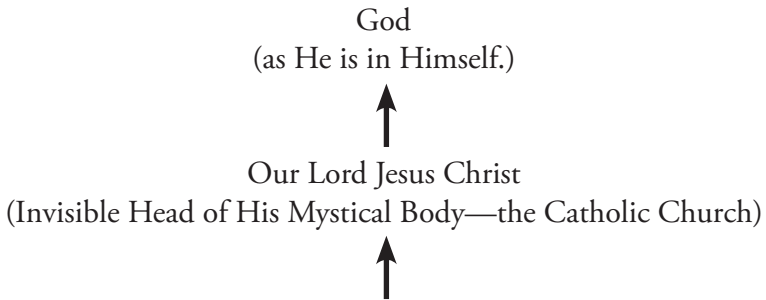 God
(as He is in Himself.)
Our Lord Jesus Christ
(Invisible Head of His Mystical Body—the Catholic Church)